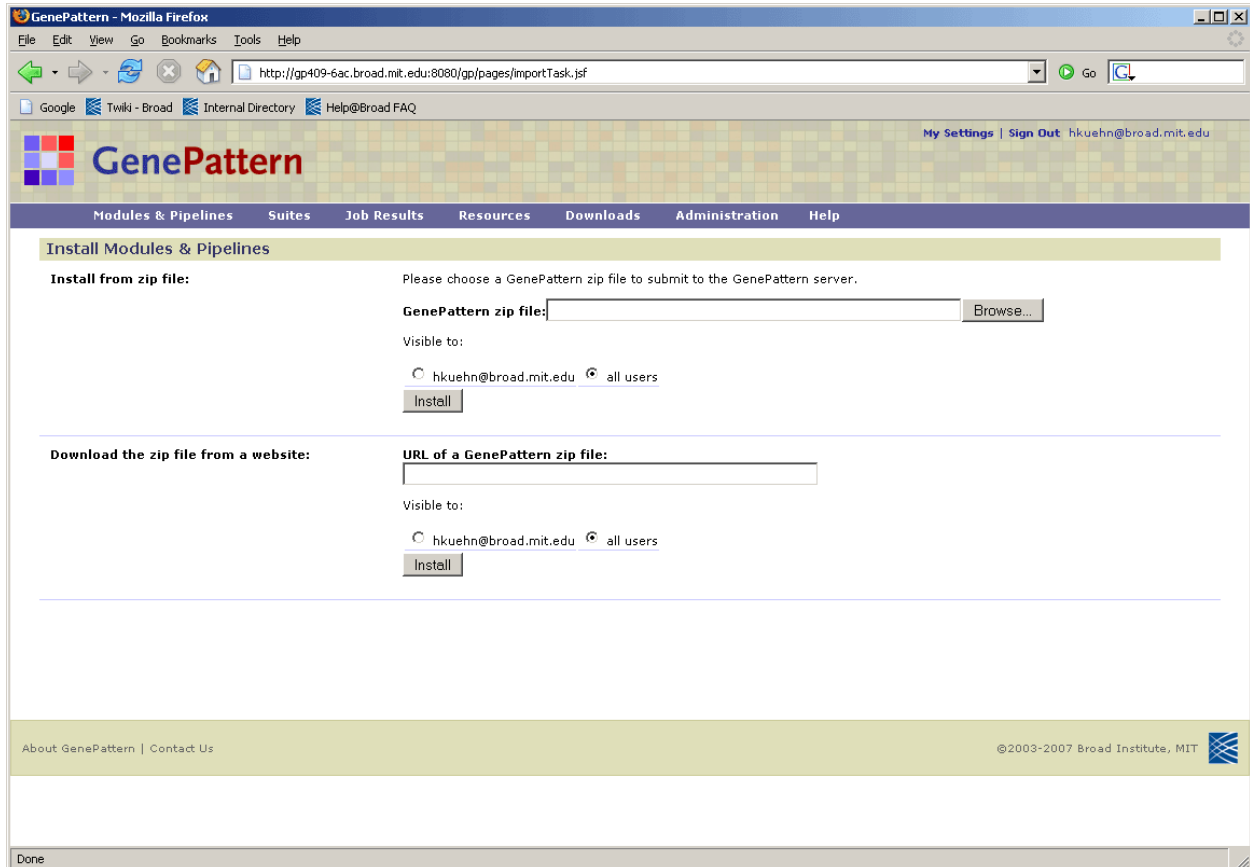 GenePattern - Mozilla Firefox
File Edit View Go Bookmarks Tools Help
http://gp409-6ac.broad.mit.edu:8080/gp/pages/importTask.jsf Go G
Google Twiki - Broad Internal Directory Help@Broad FAQ
My Settings | Sign Out hkuehn@broad.mit.edu
GenePattern
Modules & Pipelines Suites Job Results Resources Downloads Administration Help
Install Modules & Pipelines
Install from zip file: Please choose a GenePattern zip file to submit to the GenePattern server.
GenePattern zip file: Browse...
Visible to:
hkuehn@broad.mit.edu all users
Install
Download the zip file from a website: URL of a GenePattern zip file:
Visible to:
hkuehn@broad.mit.edu all users
Install
About GenePattern | Contact Us ©2003-2007 Broad Institute, MIT
Done